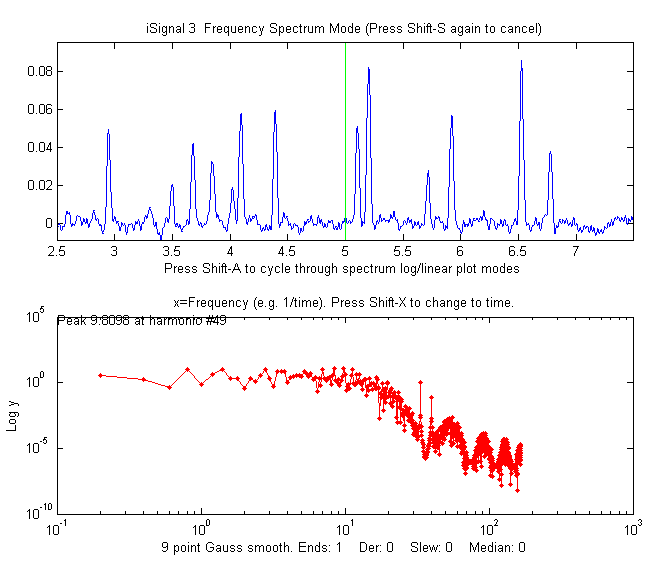 iSignal 3 Frequency Spectrum Mode (Press Shift-S again to cancel)
0.08
0.06
0.04
0.02
0
2.5 3 3.5 4 4.5 5 5.5 6 6.5 7
Press Shift-A to cycle through spectrum log/linear plot modes
x=Frequency (e.g. 1/time). Press Shift-X to change to time.
10^5
Peak 9.8098 at harmonic #49
10^0
Log y
10^-5
10^-10
10^-1 10^0 10^1 10^2 10^3
9 point Gauss smooth. Ends: 1 Der: 0 Slew: 0 Median: 0